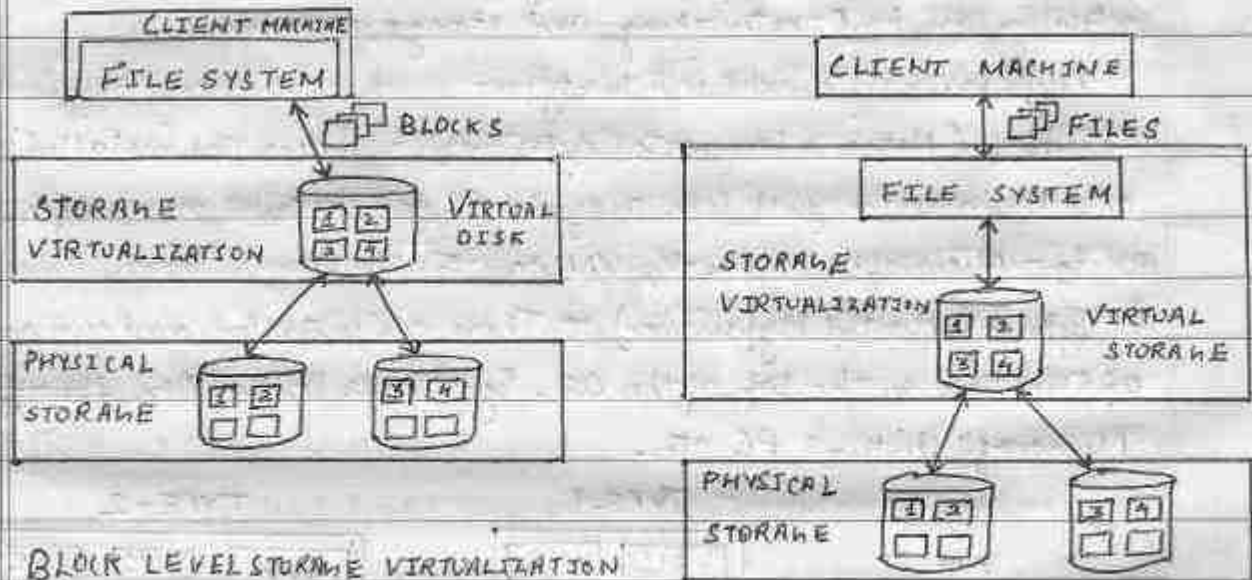 CLIENT MACHINE
FILE SYSTEM
BLOCKS
STORAGE
VIRTUALIZATION
VIRTUAL
DISK
1 2
3 4
PHYSICAL
STORAGE
1 2
3 4
BLOCK LEVEL STORAGE VIRTUALIZATION
CLIENT MACHINE
FILES
FILE SYSTEM
STORAGE
VIRTUALIZATION
1 2
3 4
VIRTUAL
STORAGE
PHYSICAL
STORAGE
1 2
3 4